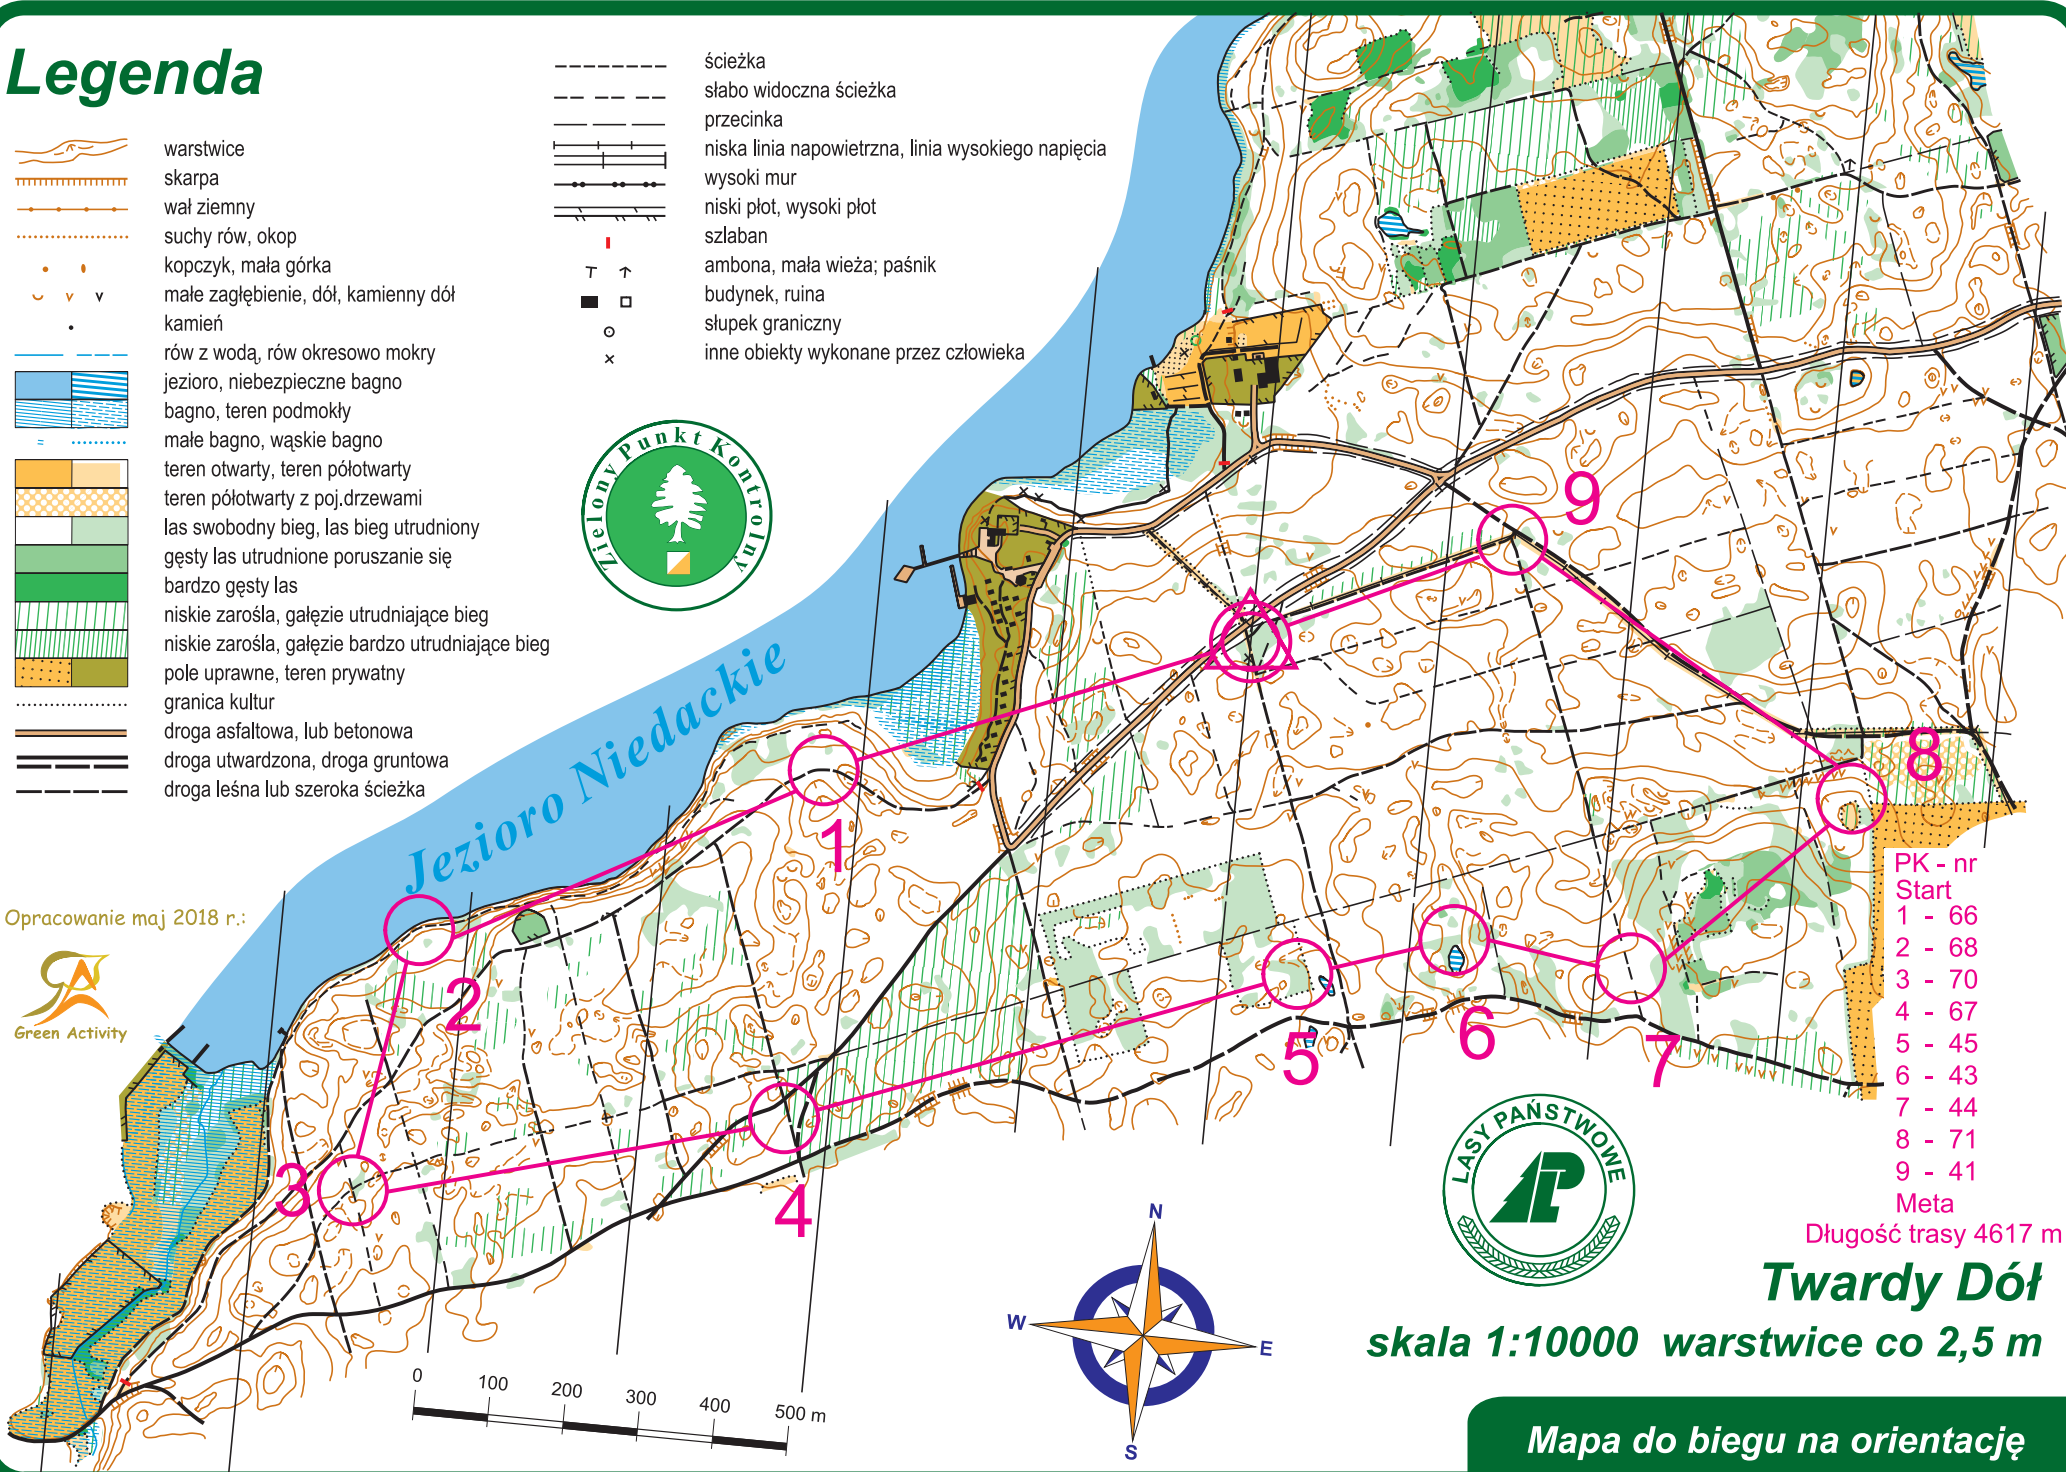 Legenda
warstwice
skarpa
wał ziemny
suchy rów, okop
kopczyk, mała górka
małe zagłębienie, dół, kamienny dół
kamień
rów z wodą, rów okresowo mokry
jezioro, niebezpieczne bagno
bagno, teren podmokły
małe bagno, wąskie bagno
teren otwarty, teren półotwarty
teren półotwarty z poj.drzewami
las swobodny bieg, las bieg utrudniony
gęsty las utrudnione poruszanie się
bardzo gęsty las
niskie zarośla, gałęzie utrudniające bieg
niskie zarośla, gałęzie bardzo utrudniające bieg
pole uprawne, teren prywatny
granica kultur
droga asfaltowa, lub betonowa
droga utwardzona, droga gruntowa
droga leśna lub szeroka ścieżka
ścieżka
słabo widoczna ścieżka
przecinka
niska linia napowietrzna, linia wysokiego napięcia
wysoki mur
niski płot, wysoki płot
szlaban
ambona, mała wieża; paśnik
budynek, ruina
słupek graniczny
inne obiekty wykonane przez człowieka
Zielony Punkt Kontrolny
Jezioro Niedackie
Opracowanie maj 2018 r.:
GA
Green Activity
1
2
3
4
5
6
7
8
9
PK - nr
Start
1 - 66
2 - 68
3 - 70
4 - 67
5 - 45
6 - 43
7 - 44
8 - 71
9 - 41
Meta
Długość trasy 4617 m
LASY PAŃSTWOWE
LP
N
W
E
S
0 100 200 300 400 500 m
Twardy Dół
skala 1:10000 warstwice co 2,5 m
Mapa do biegu na orientację